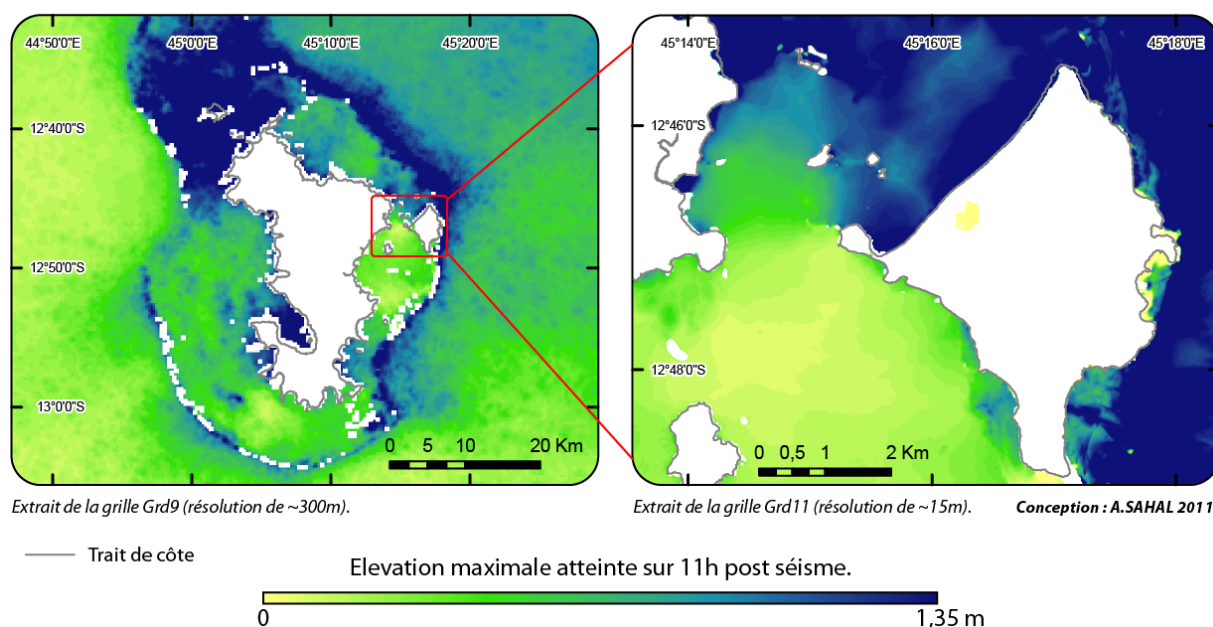 44°50'0"E 45°0'0"E 45°10'0"E 45°20'0"E
12°40'0"S
12°50'0"S
13°0'0"S
0 5 10 20 Km
45°14'0"E 45°16'0"E 45°18'0"E
12°46'0"S
12°48'0"S
0 0,5 1 2 Km
Extrait de la grille Grd9 (résolution de ~300m).
Extrait de la grille Grd11 (résolution de ~15m). Conception : A.SAHAL 2011
Trait de côte
Elevation maximale atteinte sur 11h post séisme.
0 1,35 m